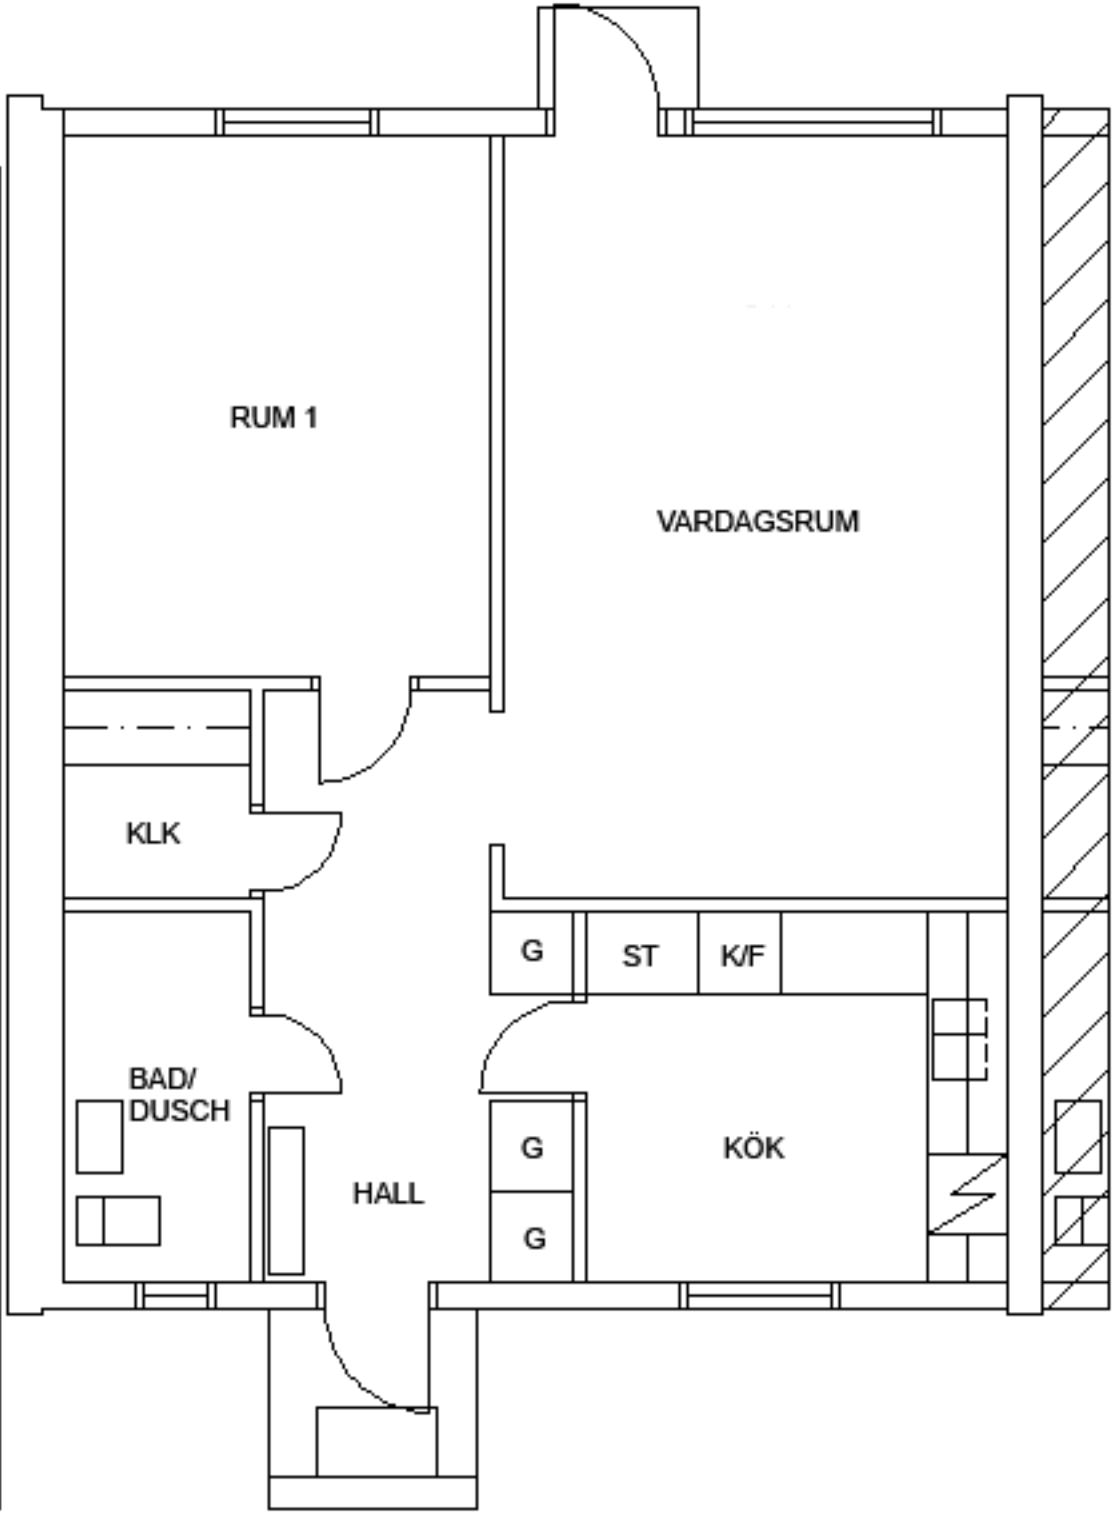 RUM 1
VARDAGSRUM
KLK
G
ST
K/F
BAD/
DUSCH
G
KÖK
HALL
G